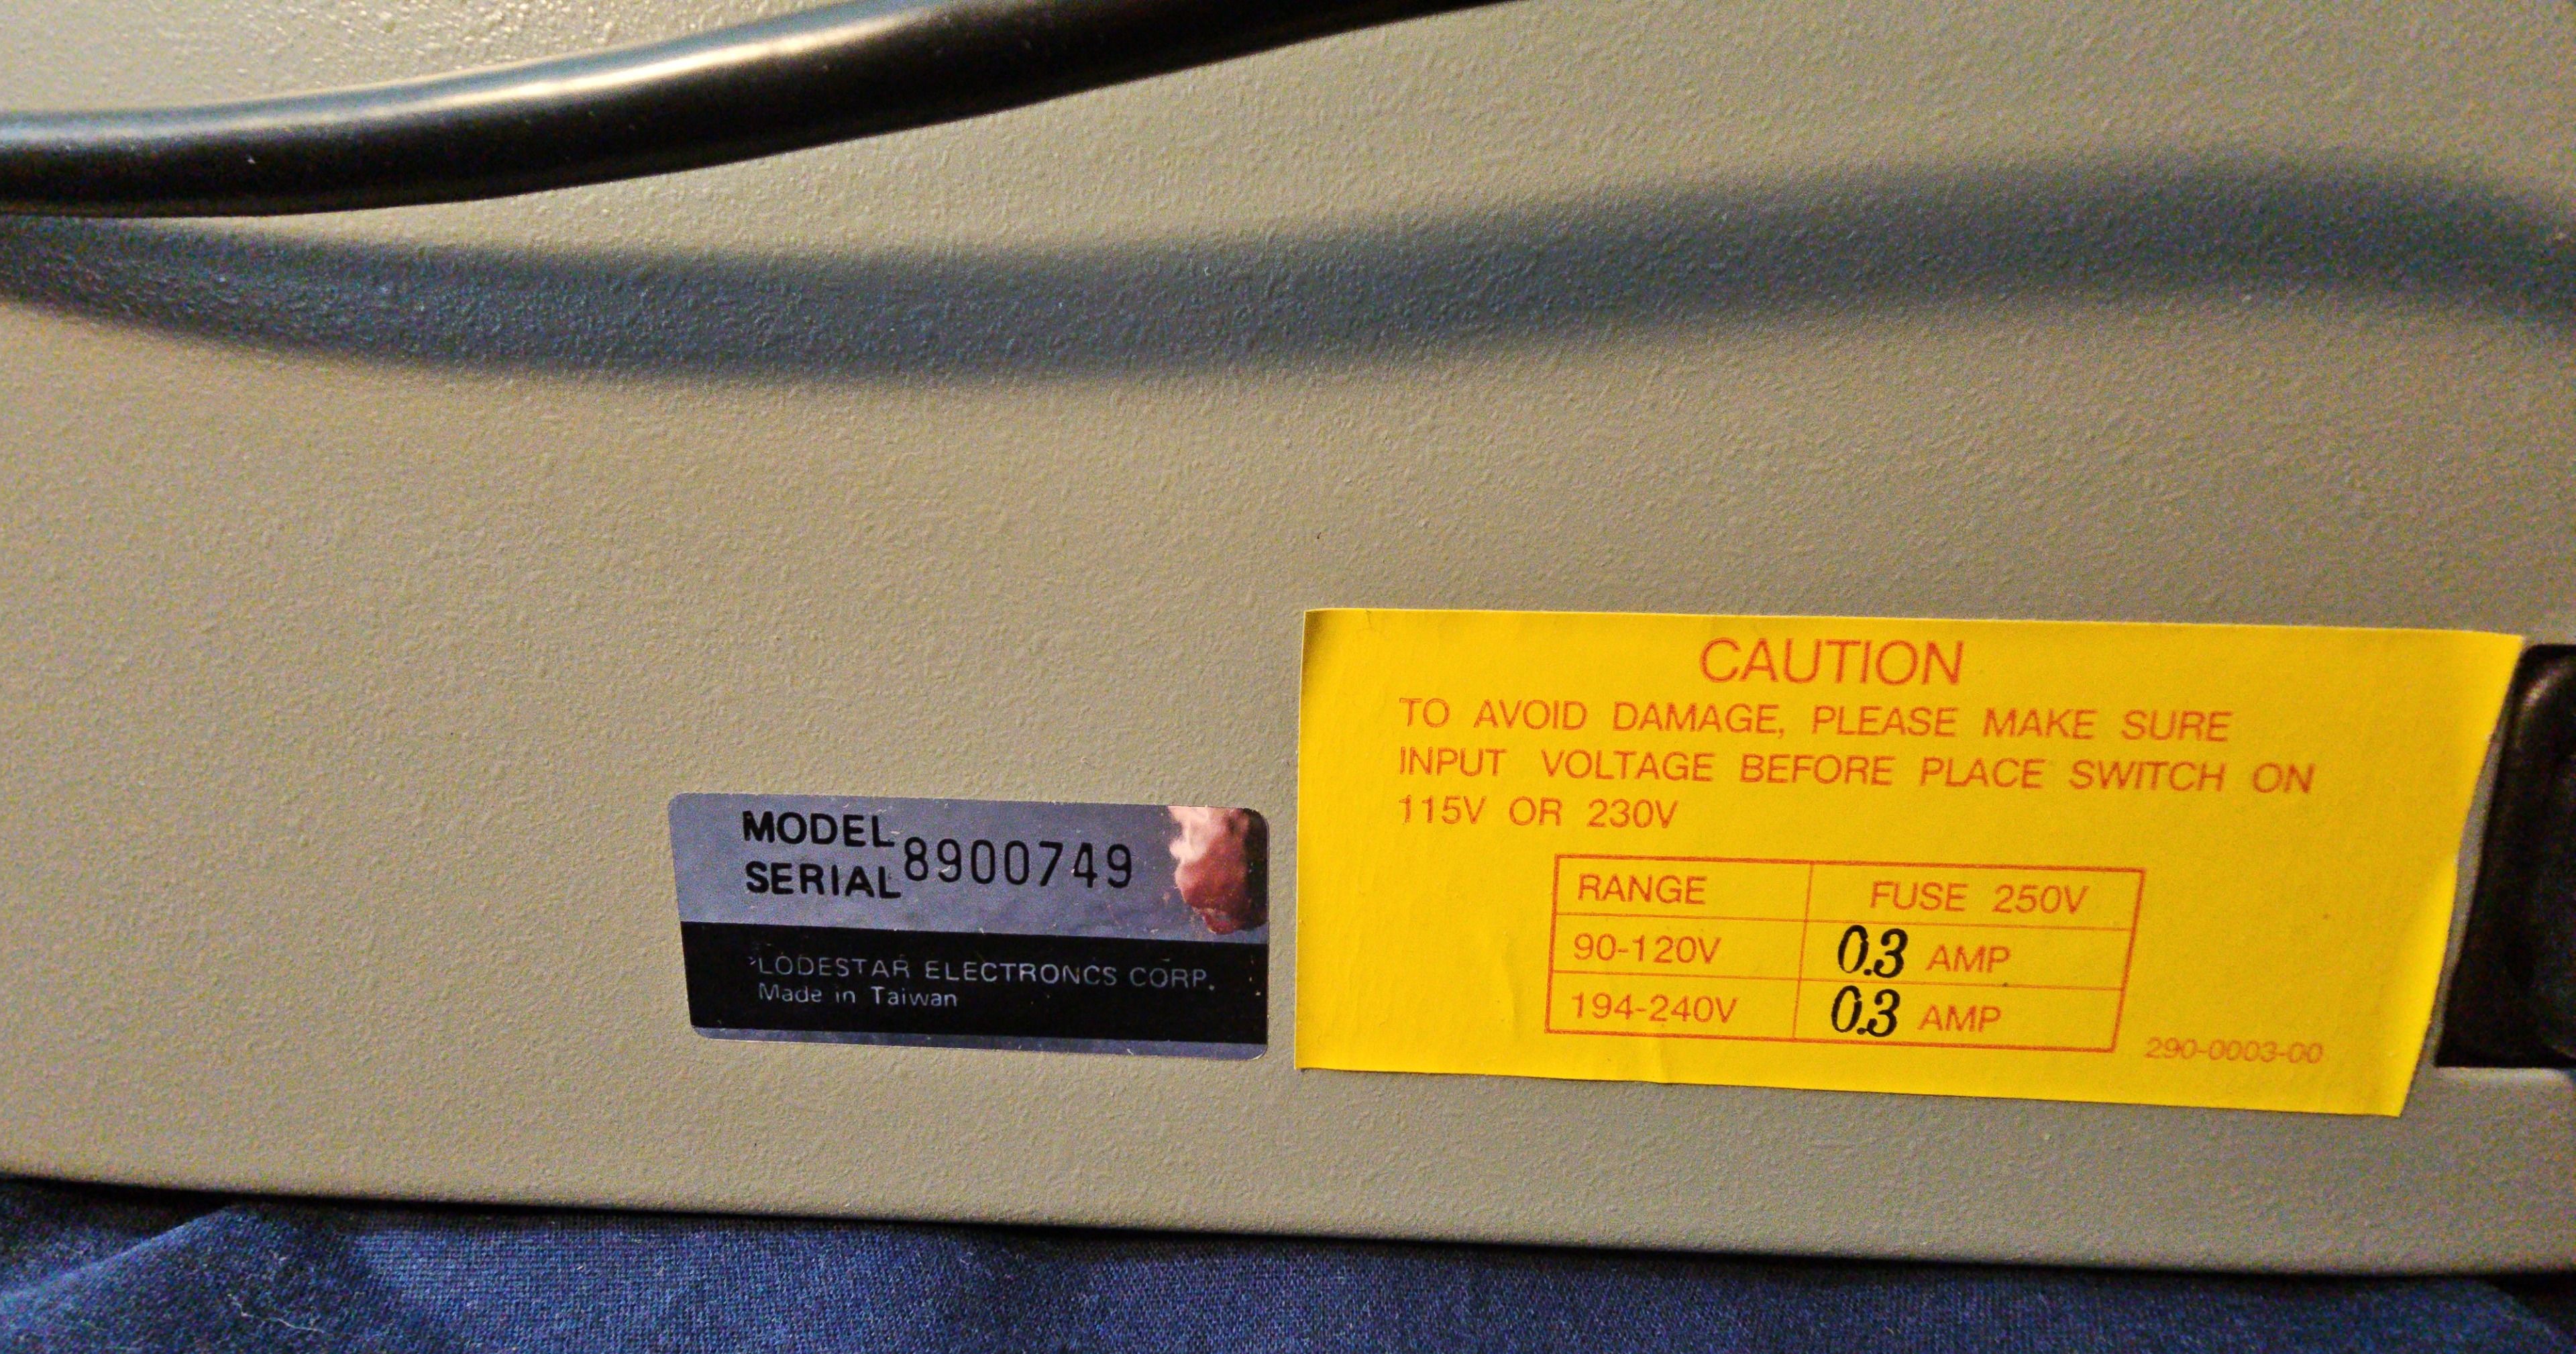 MODEL
SERIAL 8900749
LODESTAR ELECTRONCS CORP.
Made in Taiwan
CAUTION
TO AVOID DAMAGE, PLEASE MAKE SURE
INPUT VOLTAGE BEFORE PLACE SWITCH ON
115V OR 230V
RANGE FUSE 250V
90-120V 0.3 AMP
194-240V 0.3 AMP
290-0003-00